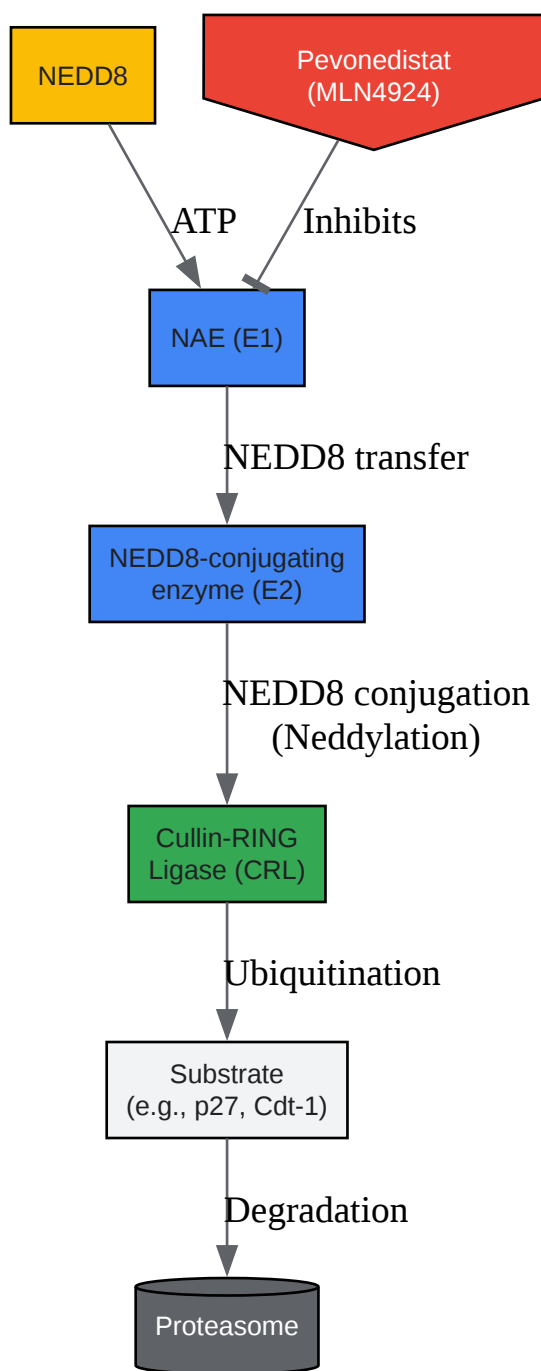 NEDD8
Pevonedistat
(MLN4924)
ATP
Inhibits
NAE (E1)
NEDD8 transfer
NEDD8-conjugating
enzyme (E2)
NEDD8 conjugation
(Neddylation)
Cullin-RING
Ligase (CRL)
Ubiquitination
Substrate
(e.g., p27, Cdt-1)
Degradation
Proteasome